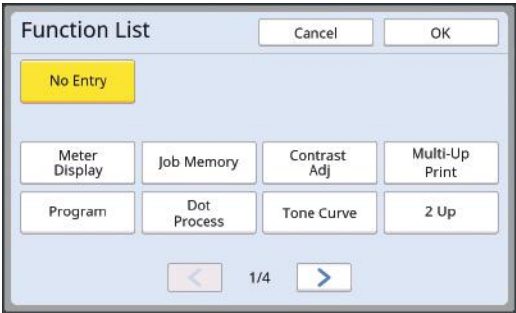 Function List
Cancel
OK
No Entry
Meter
Display
Job Memory
Contrast
Adj
Multi-Up
Print
Program
Dot
Process
Tone Curve
2 Up
1/4